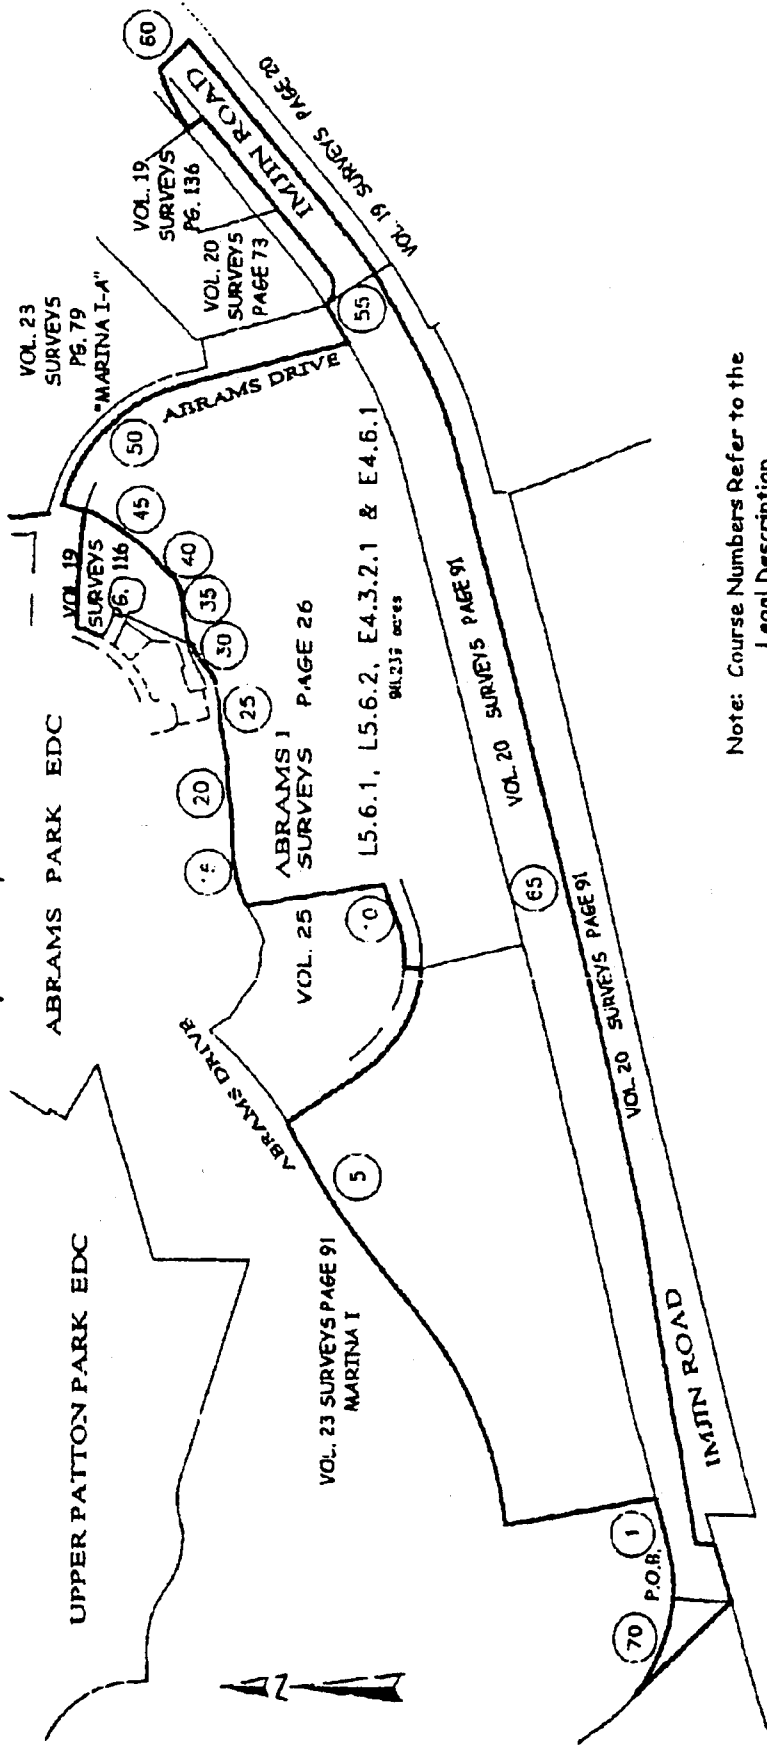 UPPER PATTON PARK EDC
ABRAMS PARK EDC
VOL. 19
SURVEYS
PG. 116
VOL. 23
SURVEYS
PG. 79
"MARINA I-A"
VOL. 19
SURVEYS
PG. 136
VOL. 20
SURVEYS
PAGE 73
60
IMJIN ROAD
VOL. 19 SURVEYS PAGE 20
55
ABRAMS DRIVE
50
45
40
35
30
25
20
10
ABRAMS DRIVE
ABRAMS I
VOL. 25 SURVEYS PAGE 26
L5.6.1, L5.6.2, E4.3.2.1 & E4.6.1
acres
5
VOL. 23 SURVEYS PAGE 91
MARINA I
VOL. 20 SURVEYS PAGE 91
65
VOL. 20 SURVEYS PAGE 91
IMJIN ROAD
1
P.O.B.
70
N
Note: Course Numbers Refer to the
Legal Description